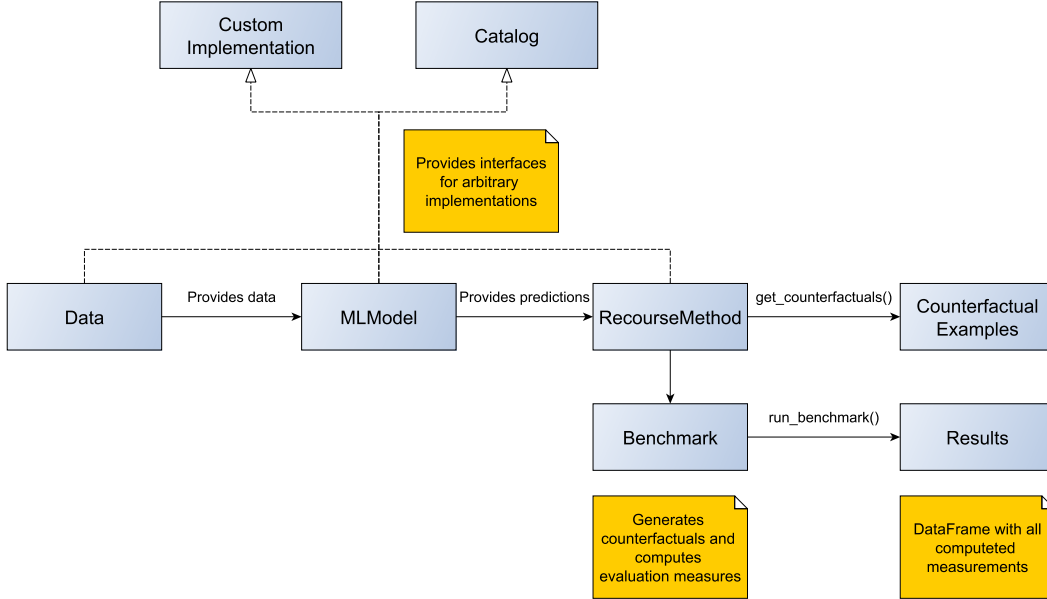 Custom
Implementation
Catalog
Provides interfaces
for arbitrary
implementations
Data
Provides data
MLModel
Provides predictions
RecourseMethod
get_counterfactuals()
Counterfactual
Examples
Benchmark
run_benchmark()
Results
Generates
counterfactuals and
computes
evaluation measures
DataFrame with all
computeted
measurements